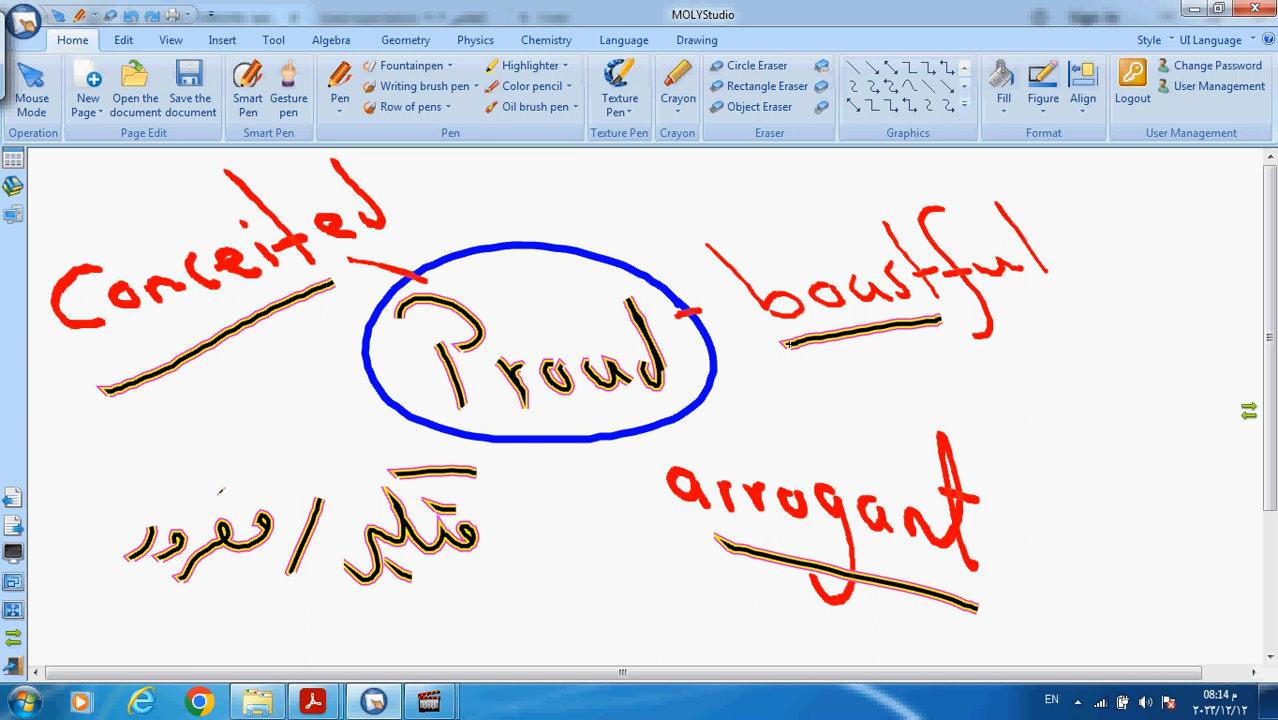 MOLYStudio
Home Edit View Insert Tool Algebra Geometry Physics Chemistry Language Drawing Style UI Language
Mouse Mode
Operation
New Page
Open the document
Save the document
Page Edit
Smart Pen
Gesture pen
Smart Pen
Pen
Fountainpen
Writing brush pen
Row of pens
Highlighter
Color pencil
Oil brush pen
Pen
Texture Pen
Texture Pen
Crayon
Crayon
Circle Eraser
Rectangle Eraser
Object Eraser
Eraser
Graphics
Fill
Figure
Align
Format
Logout
Change Password
User Management
User Management
Conceited
boastful
Proud
arrogant
متكبر / مغرور
EN
08:14 م
٢٠٢٣/١٢/١٢